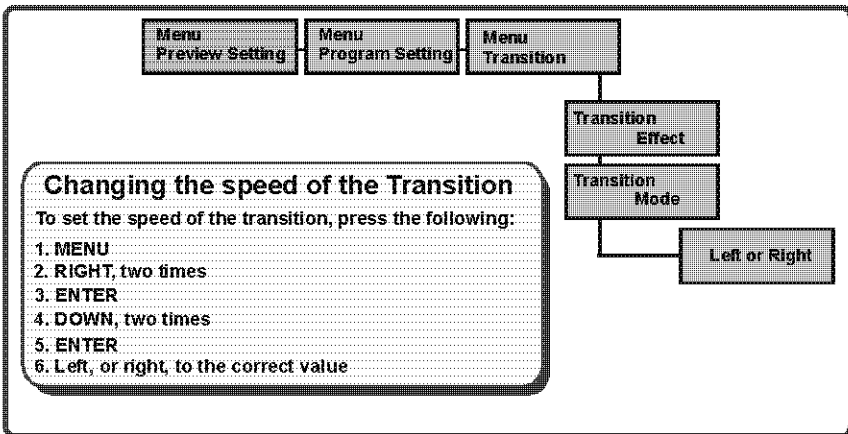 Menu
Preview Setting
Menu
Program Setting
Menu
Transition
Transition
Effect
Transition
Mode
Left or Right
Changing the speed of the Transition
To set the speed of the transition, press the following:
1. MENU
2. RIGHT, two times
3. ENTER
4. DOWN, two times
5. ENTER
6. Left, or right, to the correct value